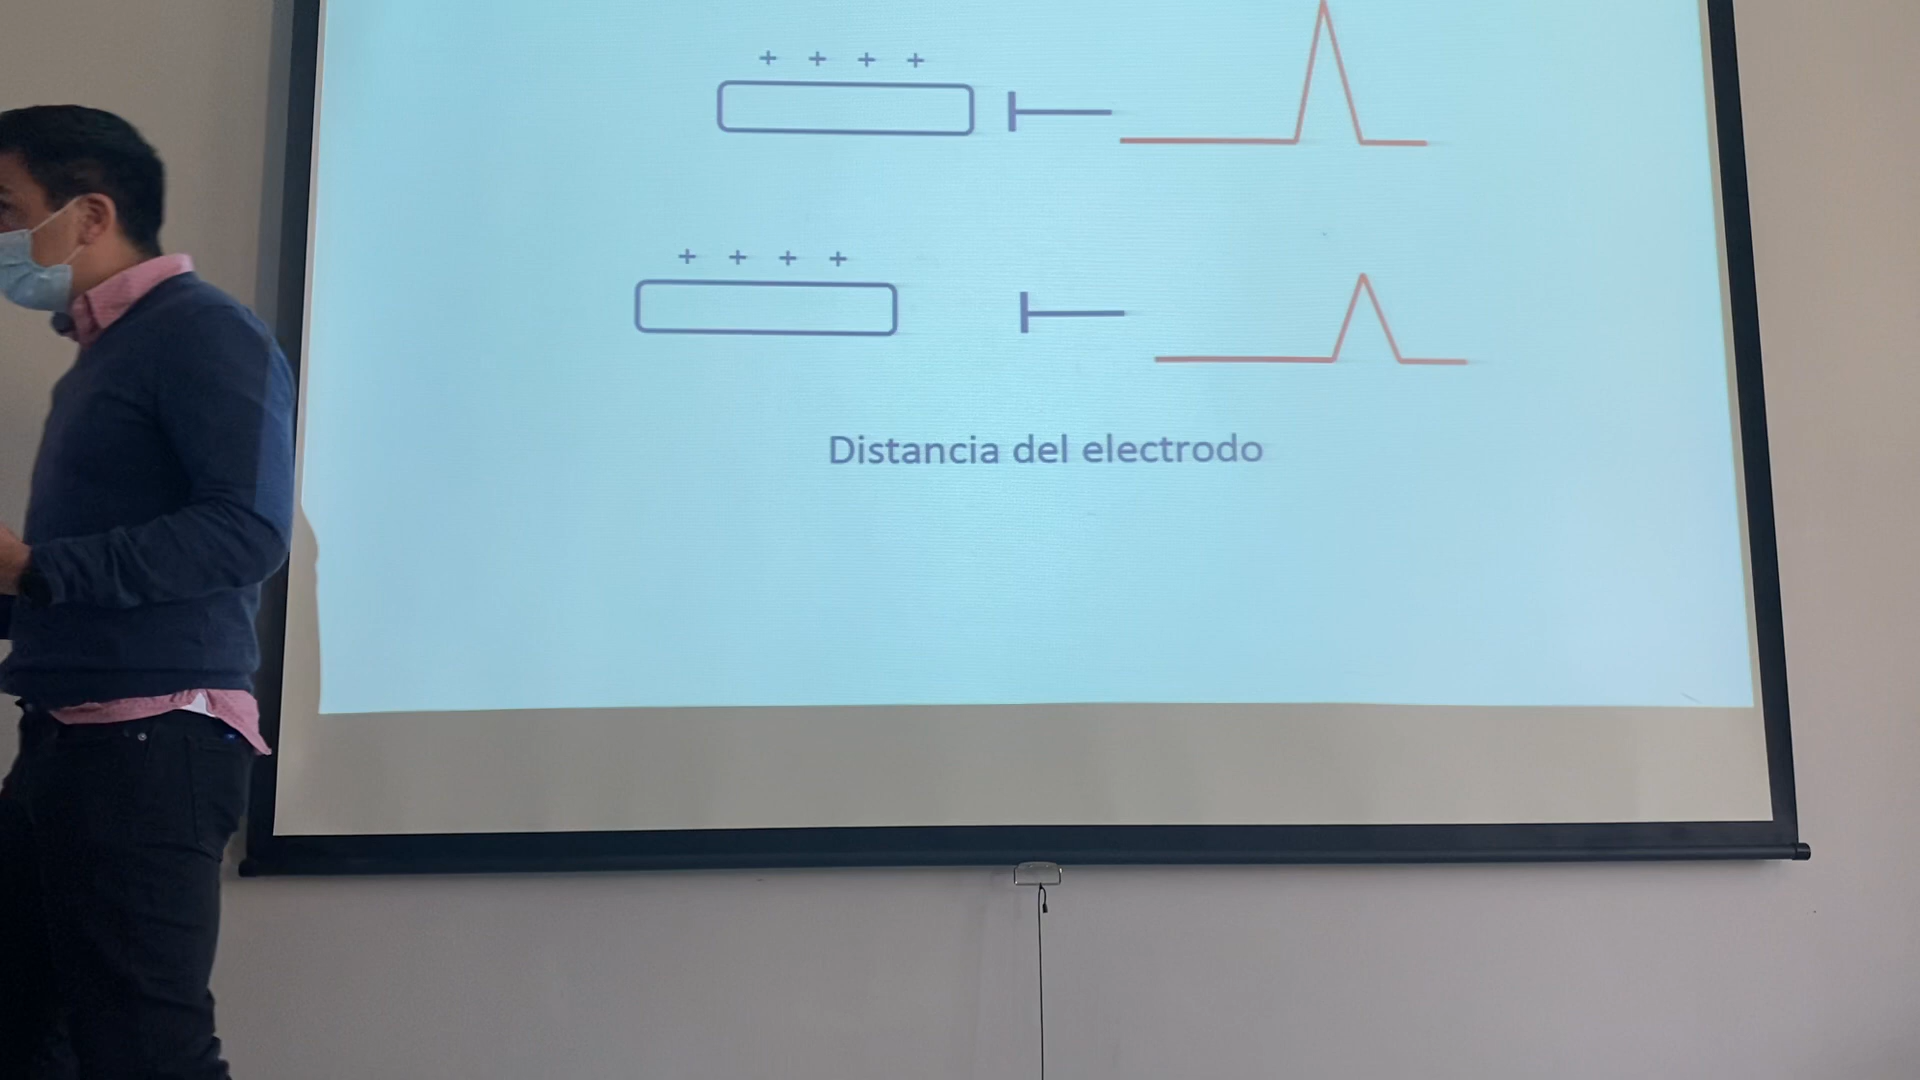 + + + +
+ + + +
Distancia del electrodo